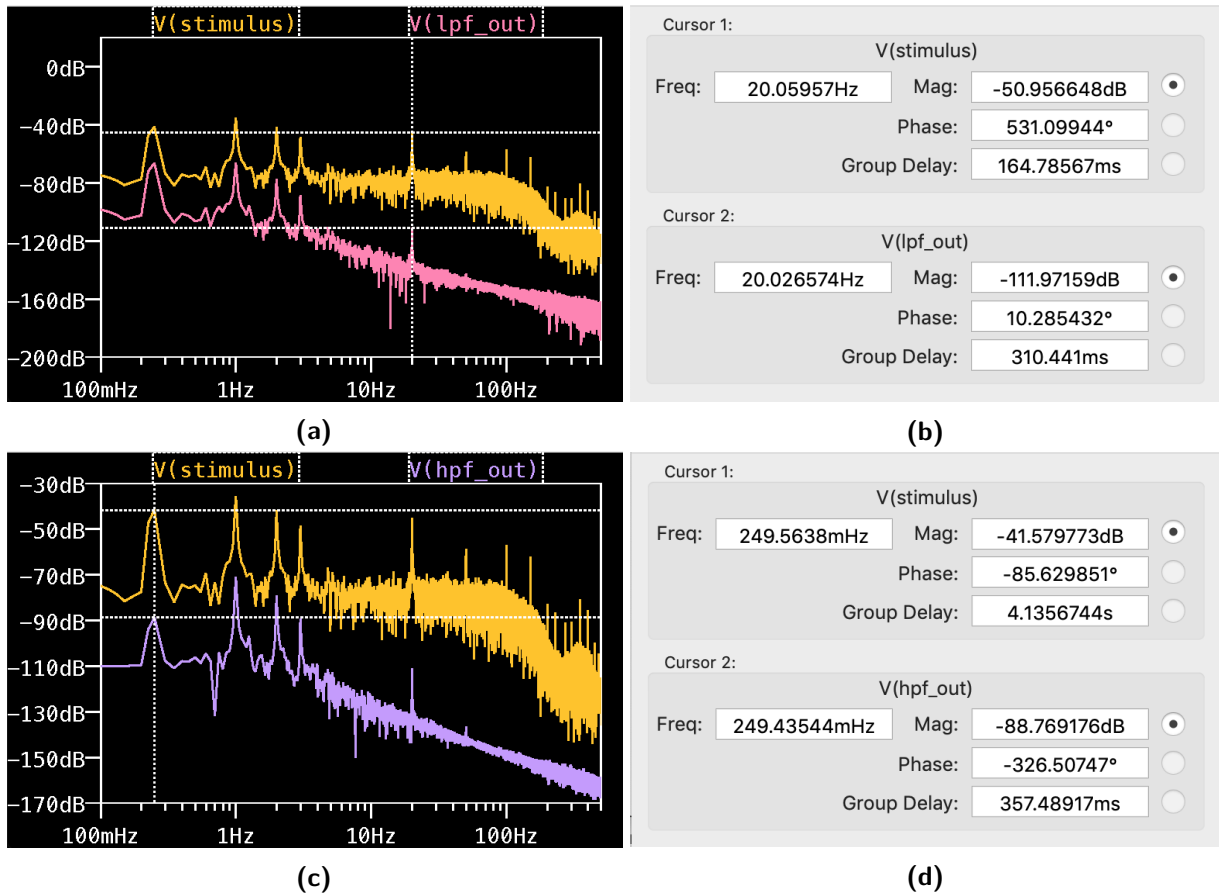 V(stimulus) V(lpf_out)
0dB
−40dB
−80dB
−120dB
−160dB
−200dB
100mHz 1Hz 10Hz 100Hz
(a)
Cursor 1:
V(stimulus)
Freq: 20.05957Hz Mag: -50.956648dB
Phase: 531.09944°
Group Delay: 164.78567ms
Cursor 2:
V(lpf_out)
Freq: 20.026574Hz Mag: -111.97159dB
Phase: 10.285432°
Group Delay: 310.441ms
(b)
V(stimulus) V(hpf_out)
−30dB
−50dB
−70dB
−90dB
−110dB
−130dB
−150dB
−170dB
100mHz 1Hz 10Hz 100Hz
(c)
Cursor 1:
V(stimulus)
Freq: 249.5638mHz Mag: -41.579773dB
Phase: -85.629851°
Group Delay: 4.1356744s
Cursor 2:
V(hpf_out)
Freq: 249.43544mHz Mag: -88.769176dB
Phase: -326.50747°
Group Delay: 357.48917ms
(d)